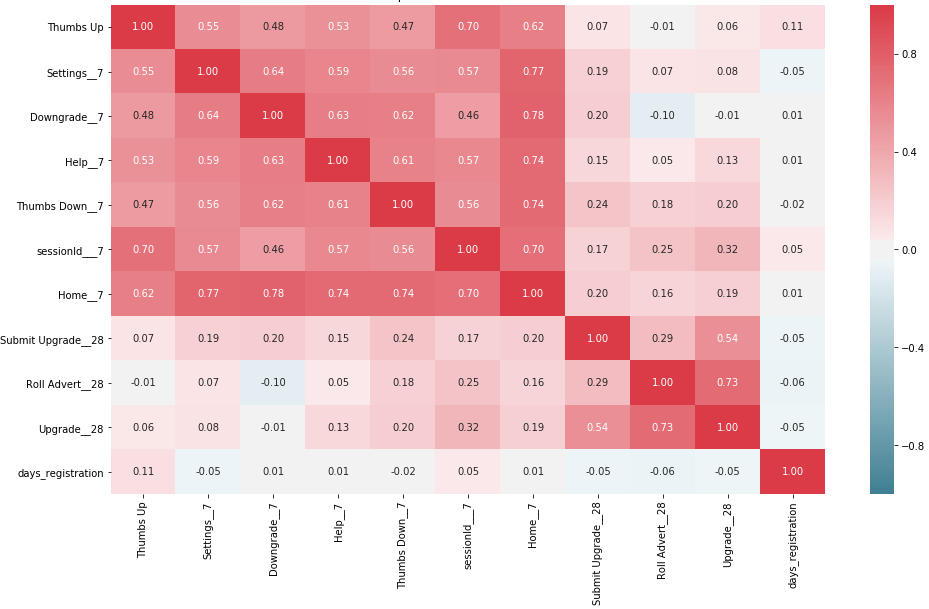 Thumbs Up 1.00 0.55 0.48 0.53 0.47 0.70 0.62 0.07 -0.01 0.06 0.11
Settings__7 0.55 1.00 0.64 0.59 0.56 0.57 0.77 0.19 0.07 0.08 -0.05
Downgrade__7 0.48 0.64 1.00 0.63 0.62 0.46 0.78 0.20 -0.10 -0.01 0.01
Help__7 0.53 0.59 0.63 1.00 0.61 0.57 0.74 0.15 0.05 0.13 0.01
Thumbs Down__7 0.47 0.56 0.62 0.61 1.00 0.56 0.74 0.24 0.18 0.20 -0.02
sessionId___7 0.70 0.57 0.46 0.57 0.56 1.00 0.70 0.17 0.25 0.32 0.05
Home__7 0.62 0.77 0.78 0.74 0.74 0.70 1.00 0.20 0.16 0.19 0.01
Submit Upgrade__28 0.07 0.19 0.20 0.15 0.24 0.17 0.20 1.00 0.29 0.54 -0.05
Roll Advert__28 -0.01 0.07 -0.10 0.05 0.18 0.25 0.16 0.29 1.00 0.73 -0.06
Upgrade__28 0.06 0.08 -0.01 0.13 0.20 0.32 0.19 0.54 0.73 1.00 -0.05
days_registration 0.11 -0.05 0.01 0.01 -0.02 0.05 0.01 -0.05 -0.06 -0.05 1.00
Thumbs Up
Settings__7
Downgrade__7
Help__7
Thumbs Down__7
sessionId___7
Home__7
Submit Upgrade__28
Roll Advert__28
Upgrade__28
days_registration
0.8
0.4
0.0
−0.4
−0.8